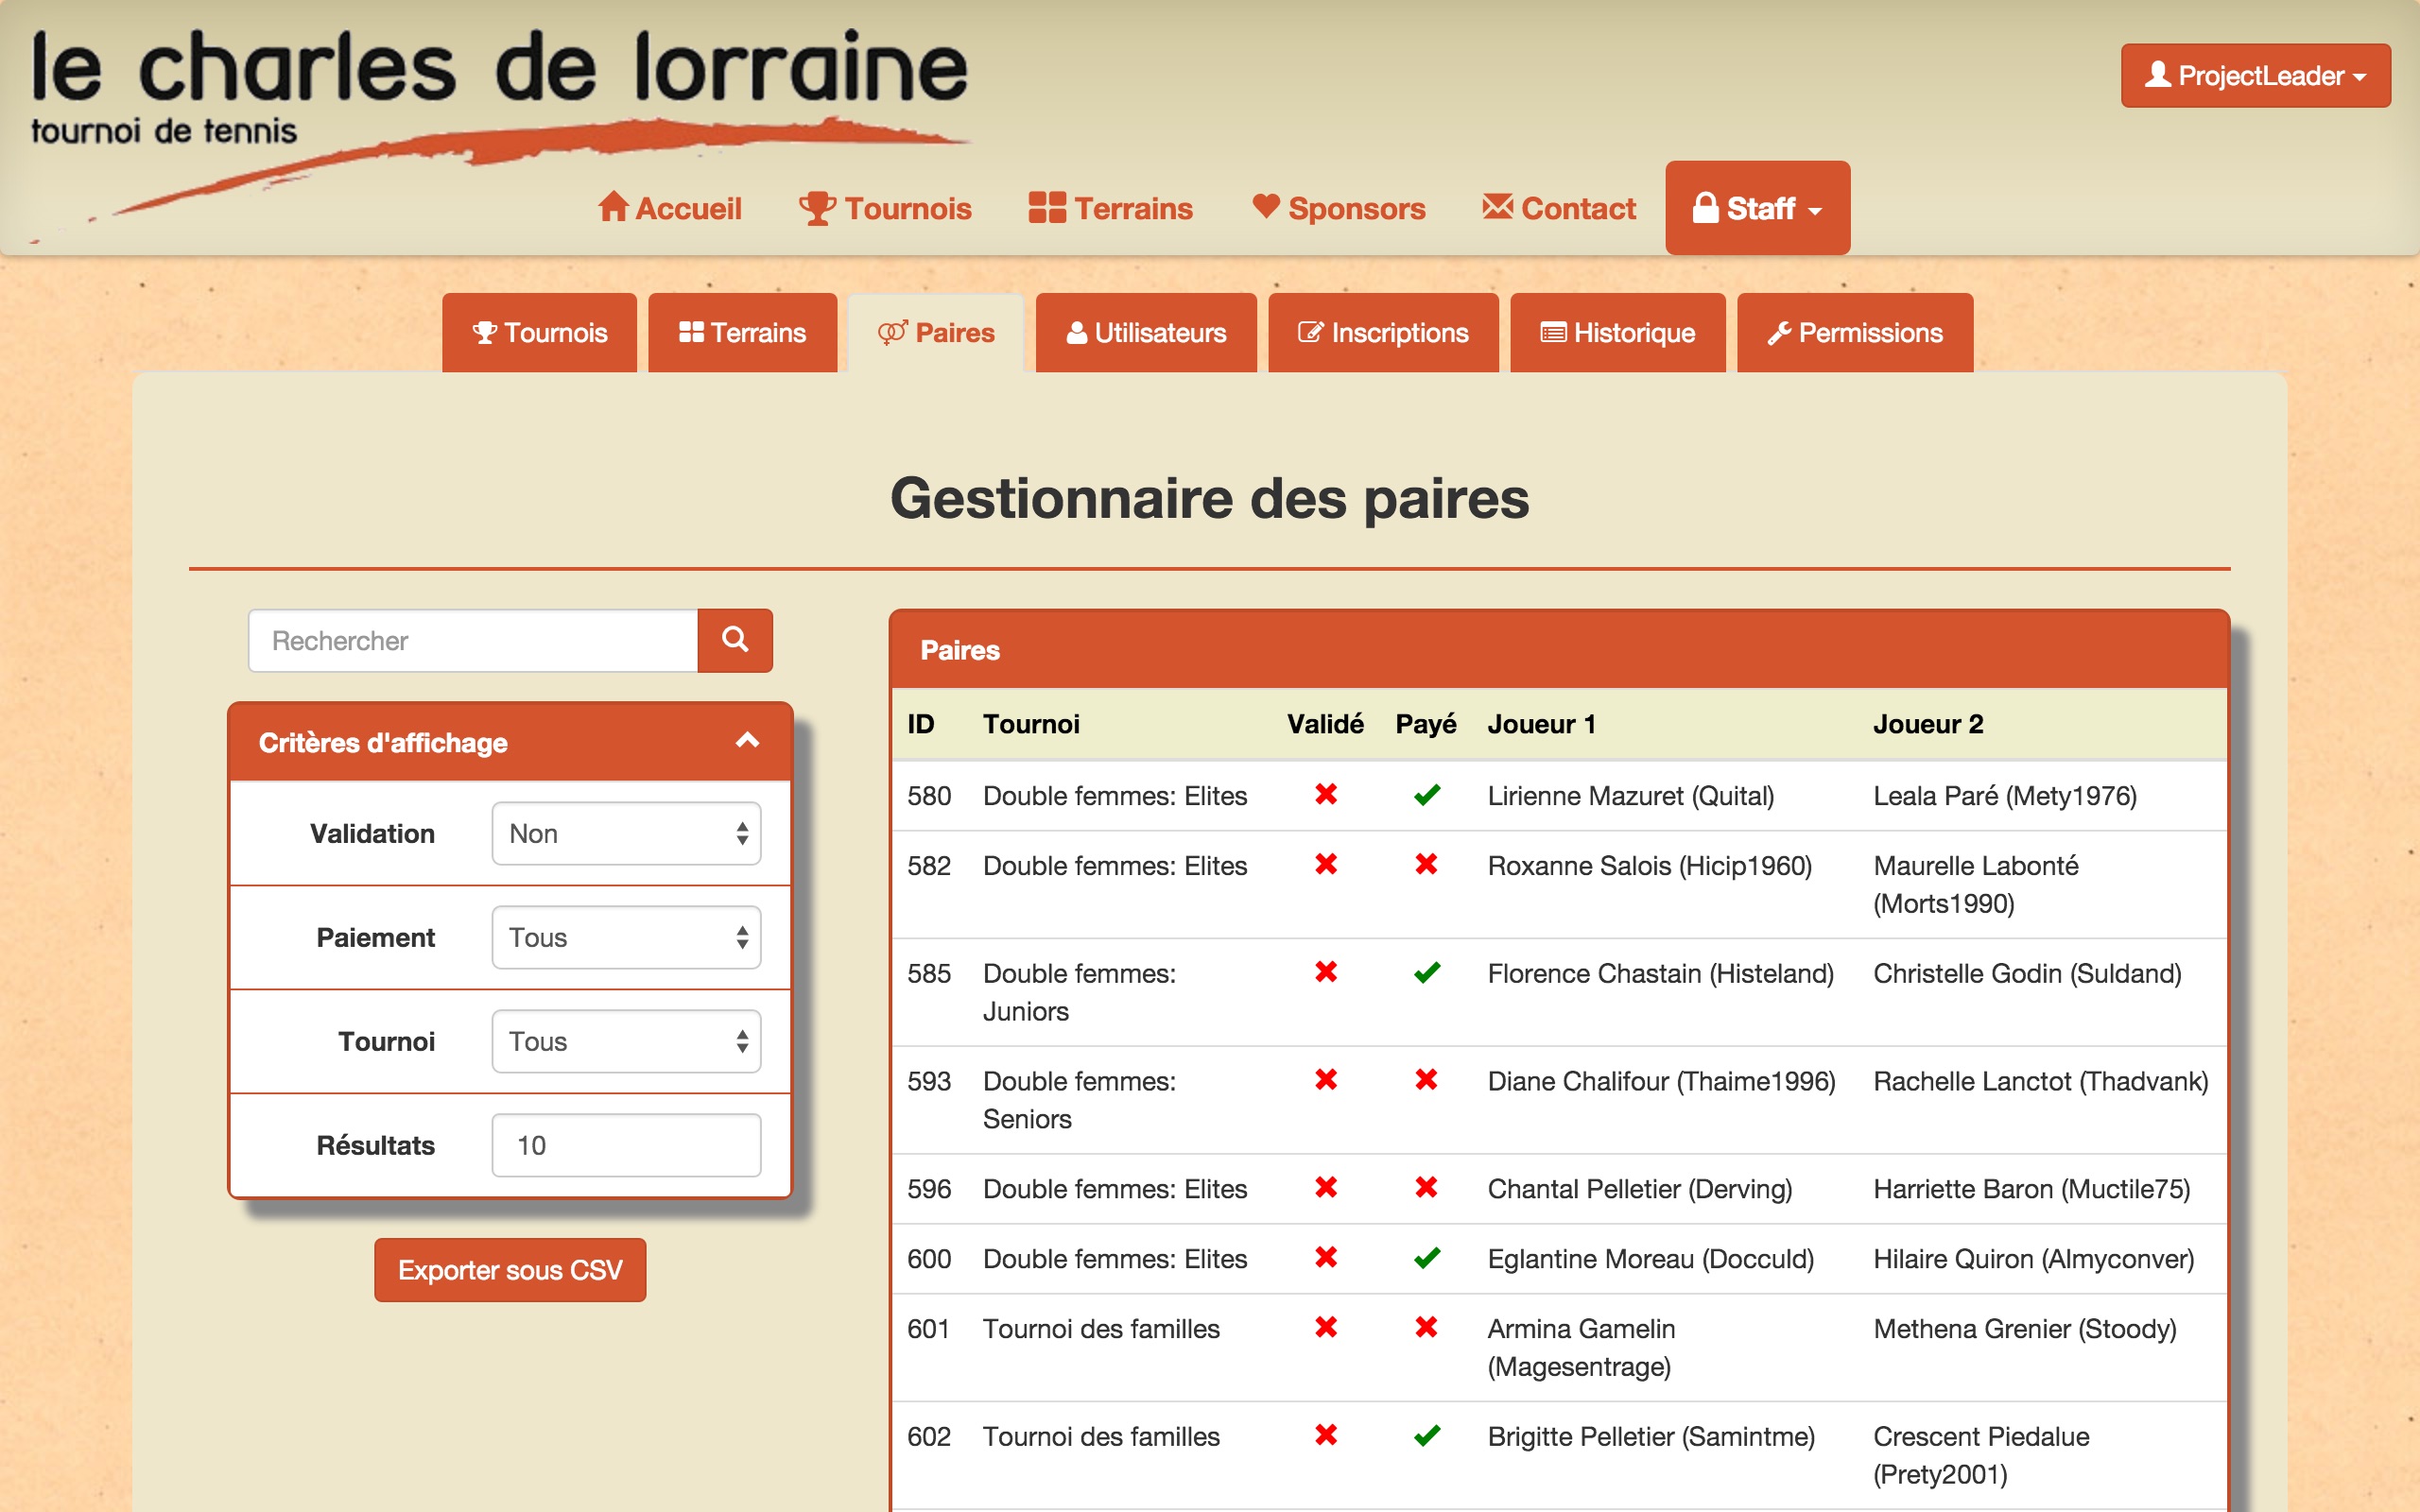 le charles de lorraine
tournoi de tennis
ProjectLeader
Accueil Tournois Terrains Sponsors Contact Staff
Tournois Terrains Paires Utilisateurs Inscriptions Historique Permissions
Gestionnaire des paires
Rechercher
Critères d'affichage
Validation Non
Paiement Tous
Tournoi Tous
Résultats 10
Exporter sous CSV
Paires
ID Tournoi Validé Payé Joueur 1 Joueur 2
580 Double femmes: Elites Lirienne Mazuret (Quital) Leala Paré (Mety1976)
582 Double femmes: Elites Roxanne Salois (Hicip1960) Maurelle Labonté
(Morts1990)
585 Double femmes: Florence Chastain (Histeland) Christelle Godin (Suldand)
Juniors
593 Double femmes: Diane Chalifour (Thaime1996) Rachelle Lanctot (Thadvank)
Seniors
596 Double femmes: Elites Chantal Pelletier (Derving) Harriette Baron (Muctile75)
600 Double femmes: Elites Eglantine Moreau (Docculd) Hilaire Quiron (Almyconver)
601 Tournoi des familles Armina Gamelin Methena Grenier (Stoody)
(Magesentrage)
602 Tournoi des familles Brigitte Pelletier (Samintme) Crescent Piedalue
(Prety2001)